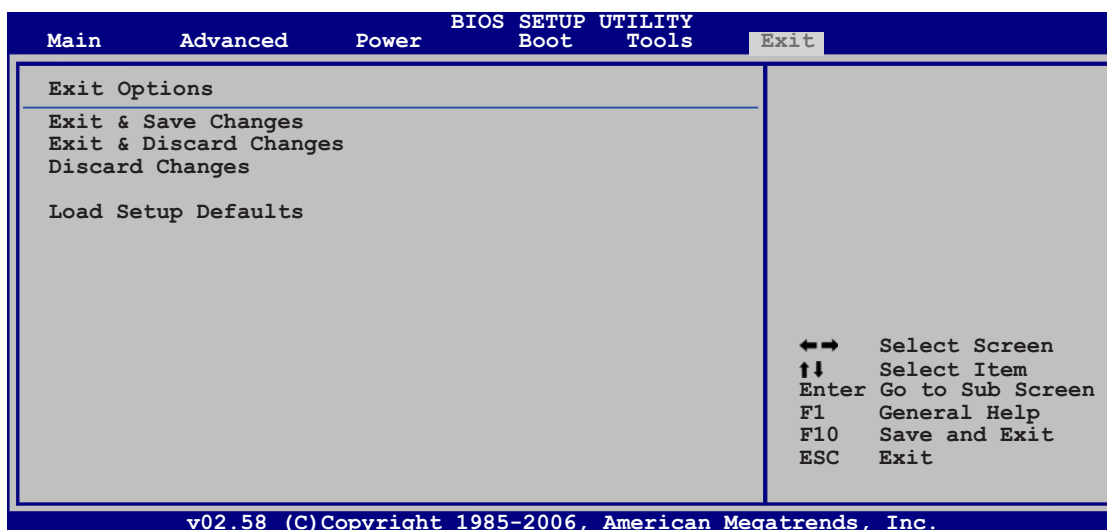 BIOS SETUP UTILITY
Main Advanced Power Boot Tools Exit
Exit Options
Exit & Save Changes
Exit & Discard Changes
Discard Changes
Load Setup Defaults
←→ Select Screen
↑↓ Select Item
Enter Go to Sub Screen
F1 General Help
F10 Save and Exit
ESC Exit
v02.58 (C)Copyright 1985-2006, American Megatrends, Inc.